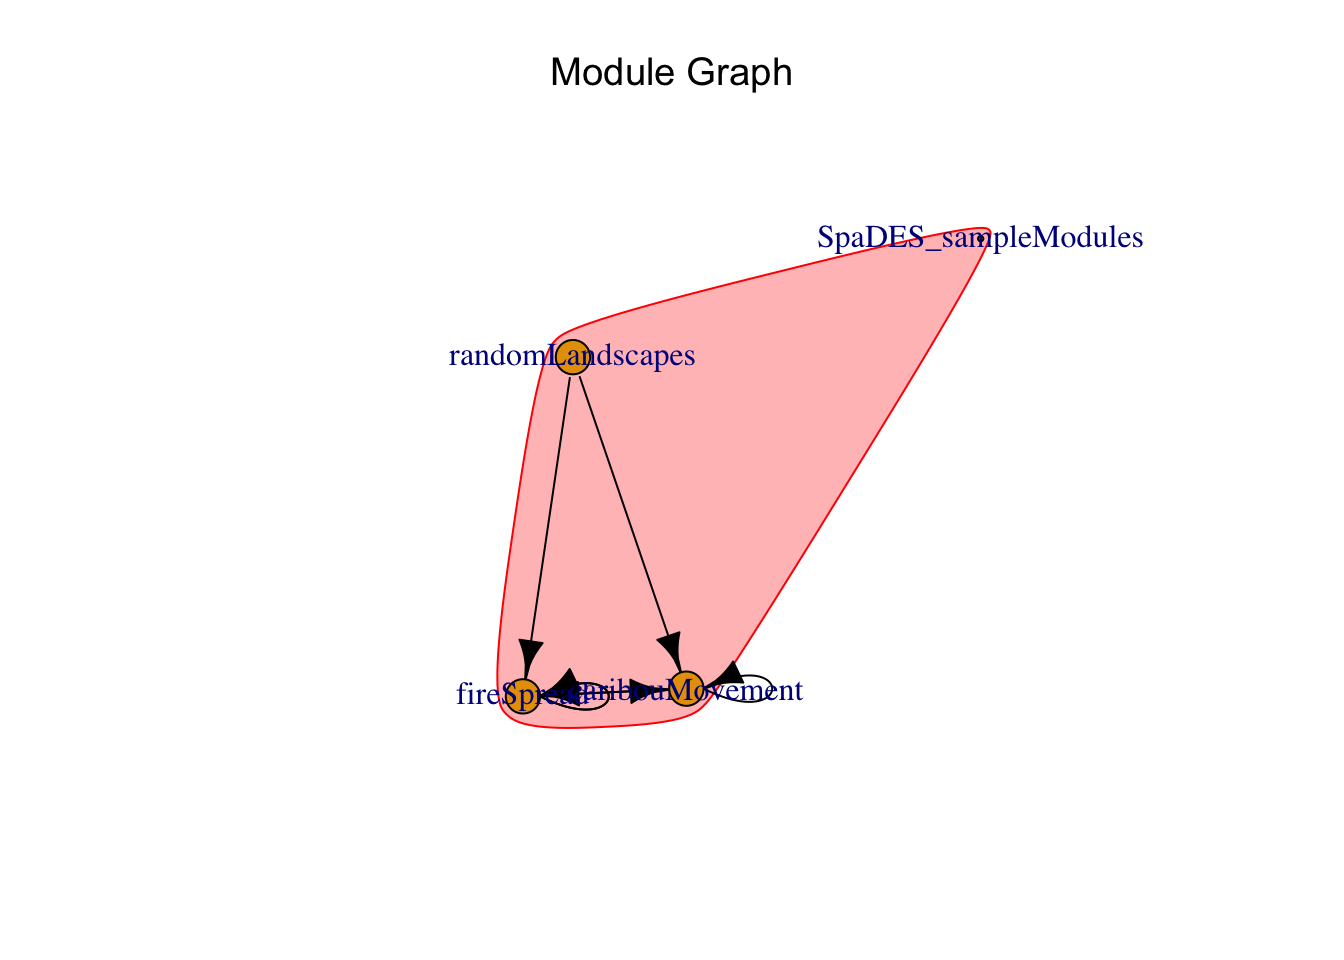 Module Graph
SpaDES_sampleModules
randomLandscapes
fireSpread
caribouMovement